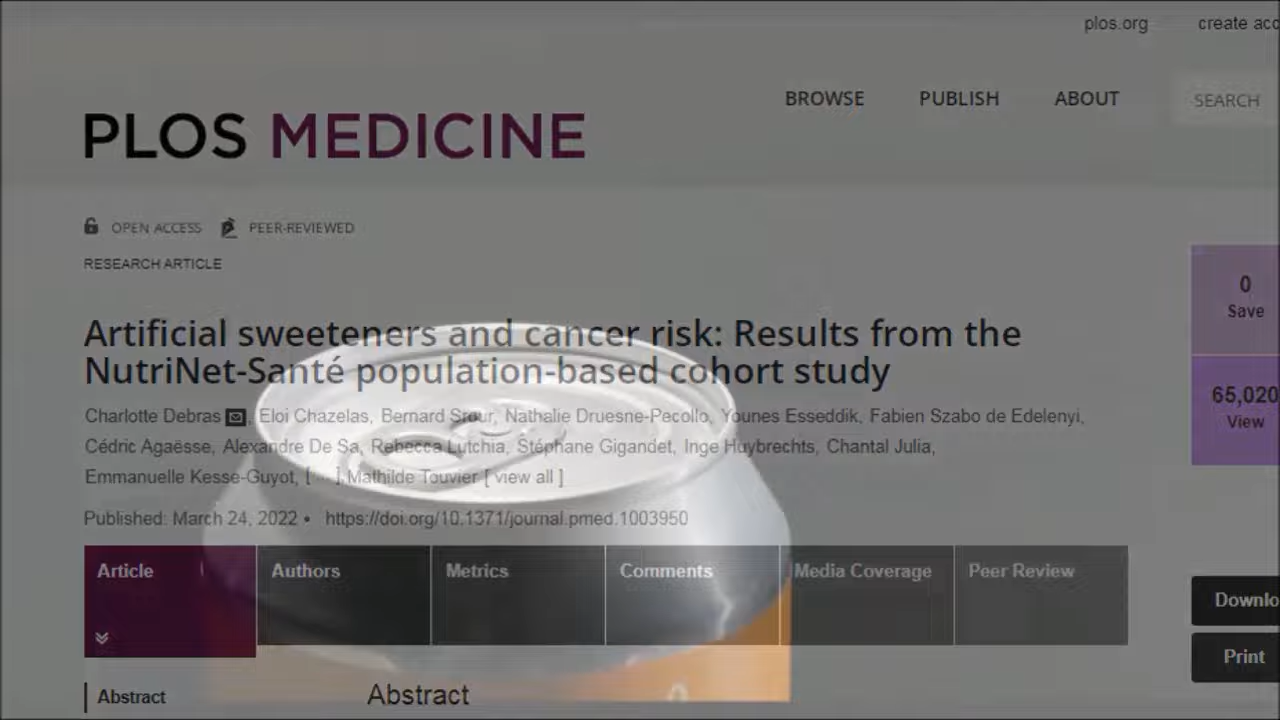 plos.org create acc
BROWSE PUBLISH ABOUT SEARCH
PLOS MEDICINE
OPEN ACCESS PEER-REVIEWED
RESEARCH ARTICLE
0
Save
Artificial sweeteners and cancer risk: Results from the
NutriNet-Santé population-based cohort study
65,020
View
Charlotte Debras, Eloi Chazelas, Bernard Srour, Nathalie Druesne-Pecollo, Younes Esseddik, Fabien Szabo de Edelenyi,
Cédric Agaësse, Alexandre De Sa, Rebecca Lutchia, Stéphane Gigandet, Inge Huybrechts, Chantal Julia,
Emmanuelle Kesse-Guyot, [ ... ], Mathilde Touvier [ view all ]
Published: March 24, 2022 • https://doi.org/10.1371/journal.pmed.1003950
Article Authors Metrics Comments Media Coverage Peer Review
Downlo
Print
Abstract Abstract